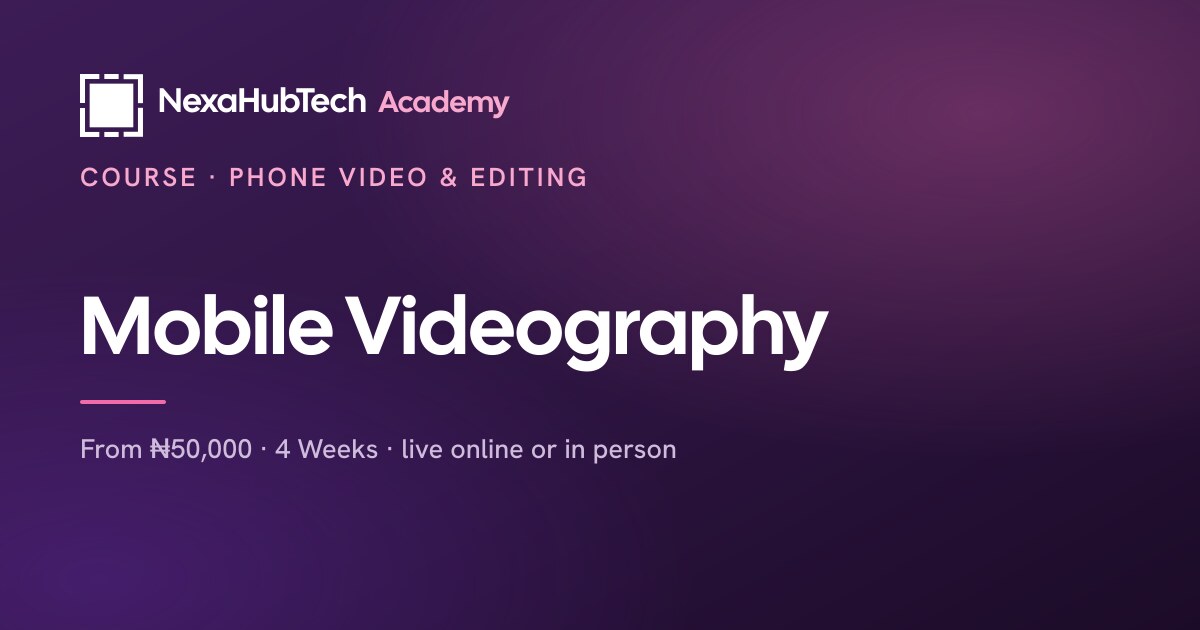 NexaHubTech Academy
COURSE · PHONE VIDEO & EDITING
Mobile Videography
From ₦50,000 · 4 Weeks · live online or in person